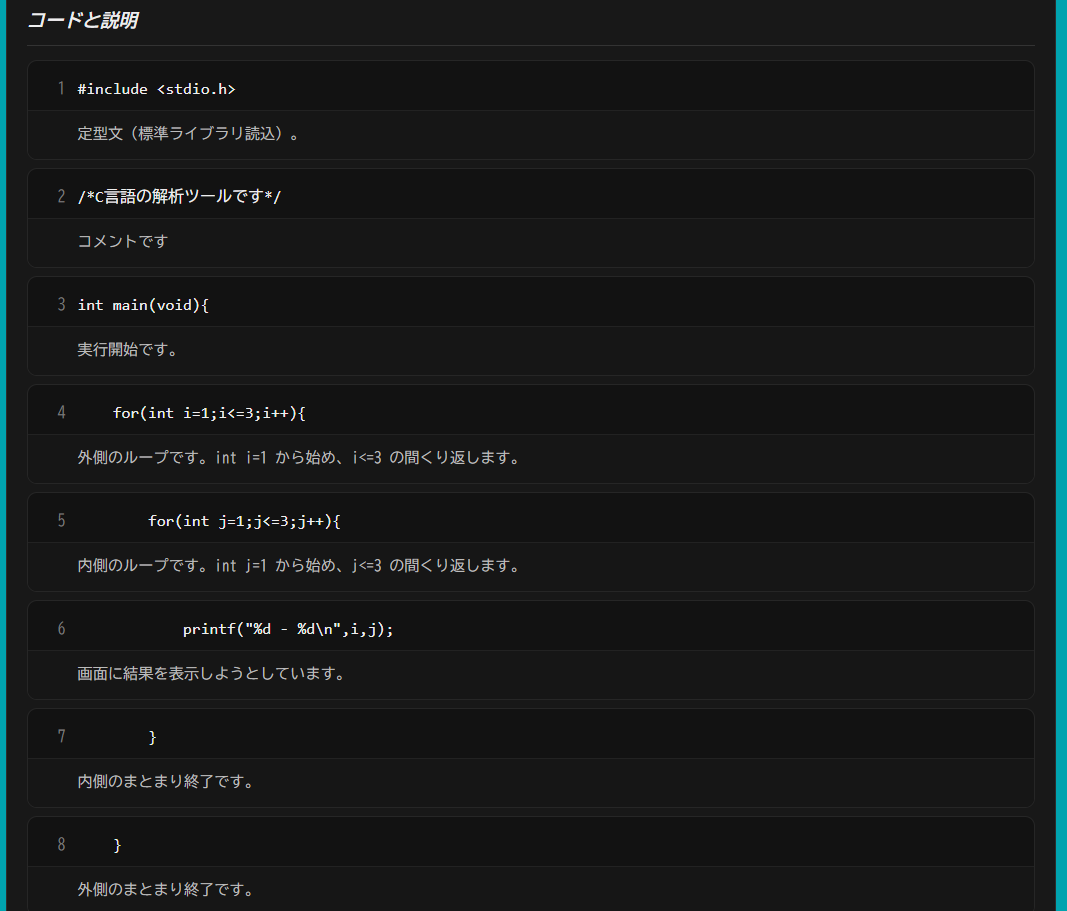 コードと説明
1 #include <stdio.h>
定型文（標準ライブラリ読込）。
2 /*C言語の解析ツールです*/
コメントです
3 int main(void){
実行開始です。
4     for(int i=1;i<=3;i++){
外側のループです。int i=1 から始め、i<=3 の間くり返します。
5         for(int j=1;j<=3;j++){
内側のループです。int j=1 から始め、j<=3 の間くり返します。
6             printf("%d - %d\n",i,j);
画面に結果を表示しようとしています。
7         }
内側のまとまり終了です。
8     }
外側のまとまり終了です。